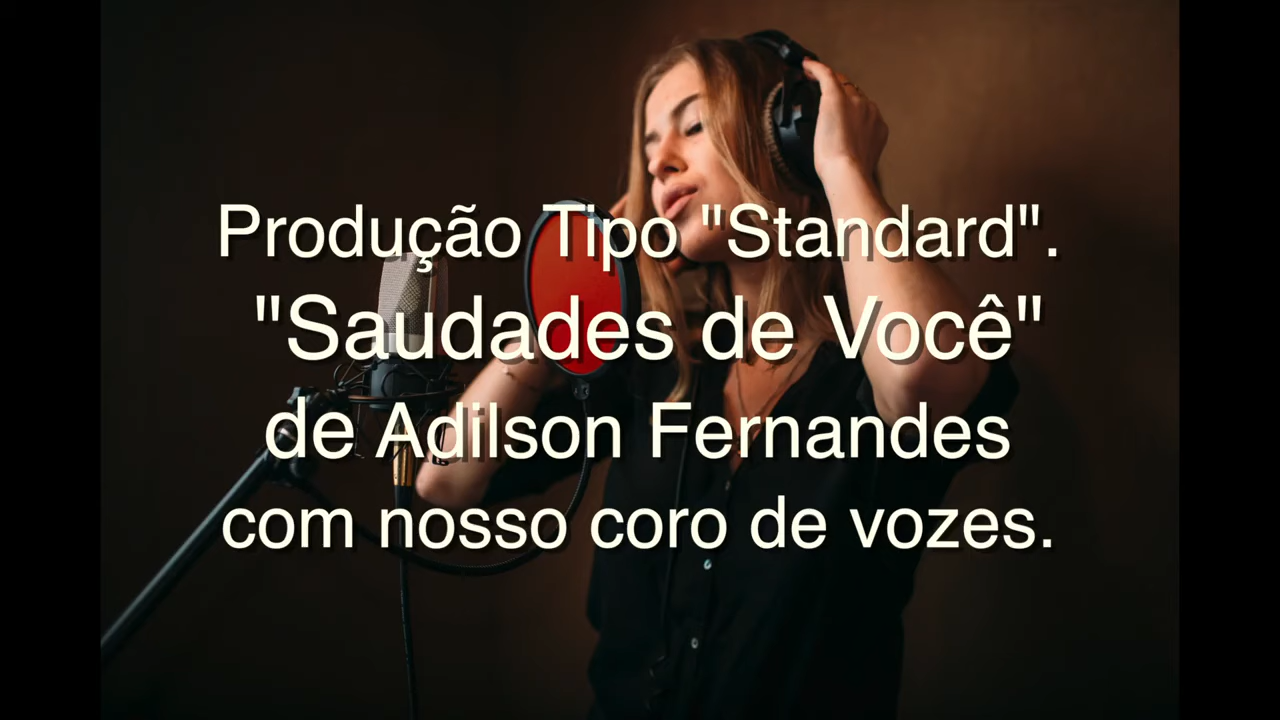 Produção Tipo "Standard".
"Saudades de Você"
de Adilson Fernandes
com nosso coro de vozes.